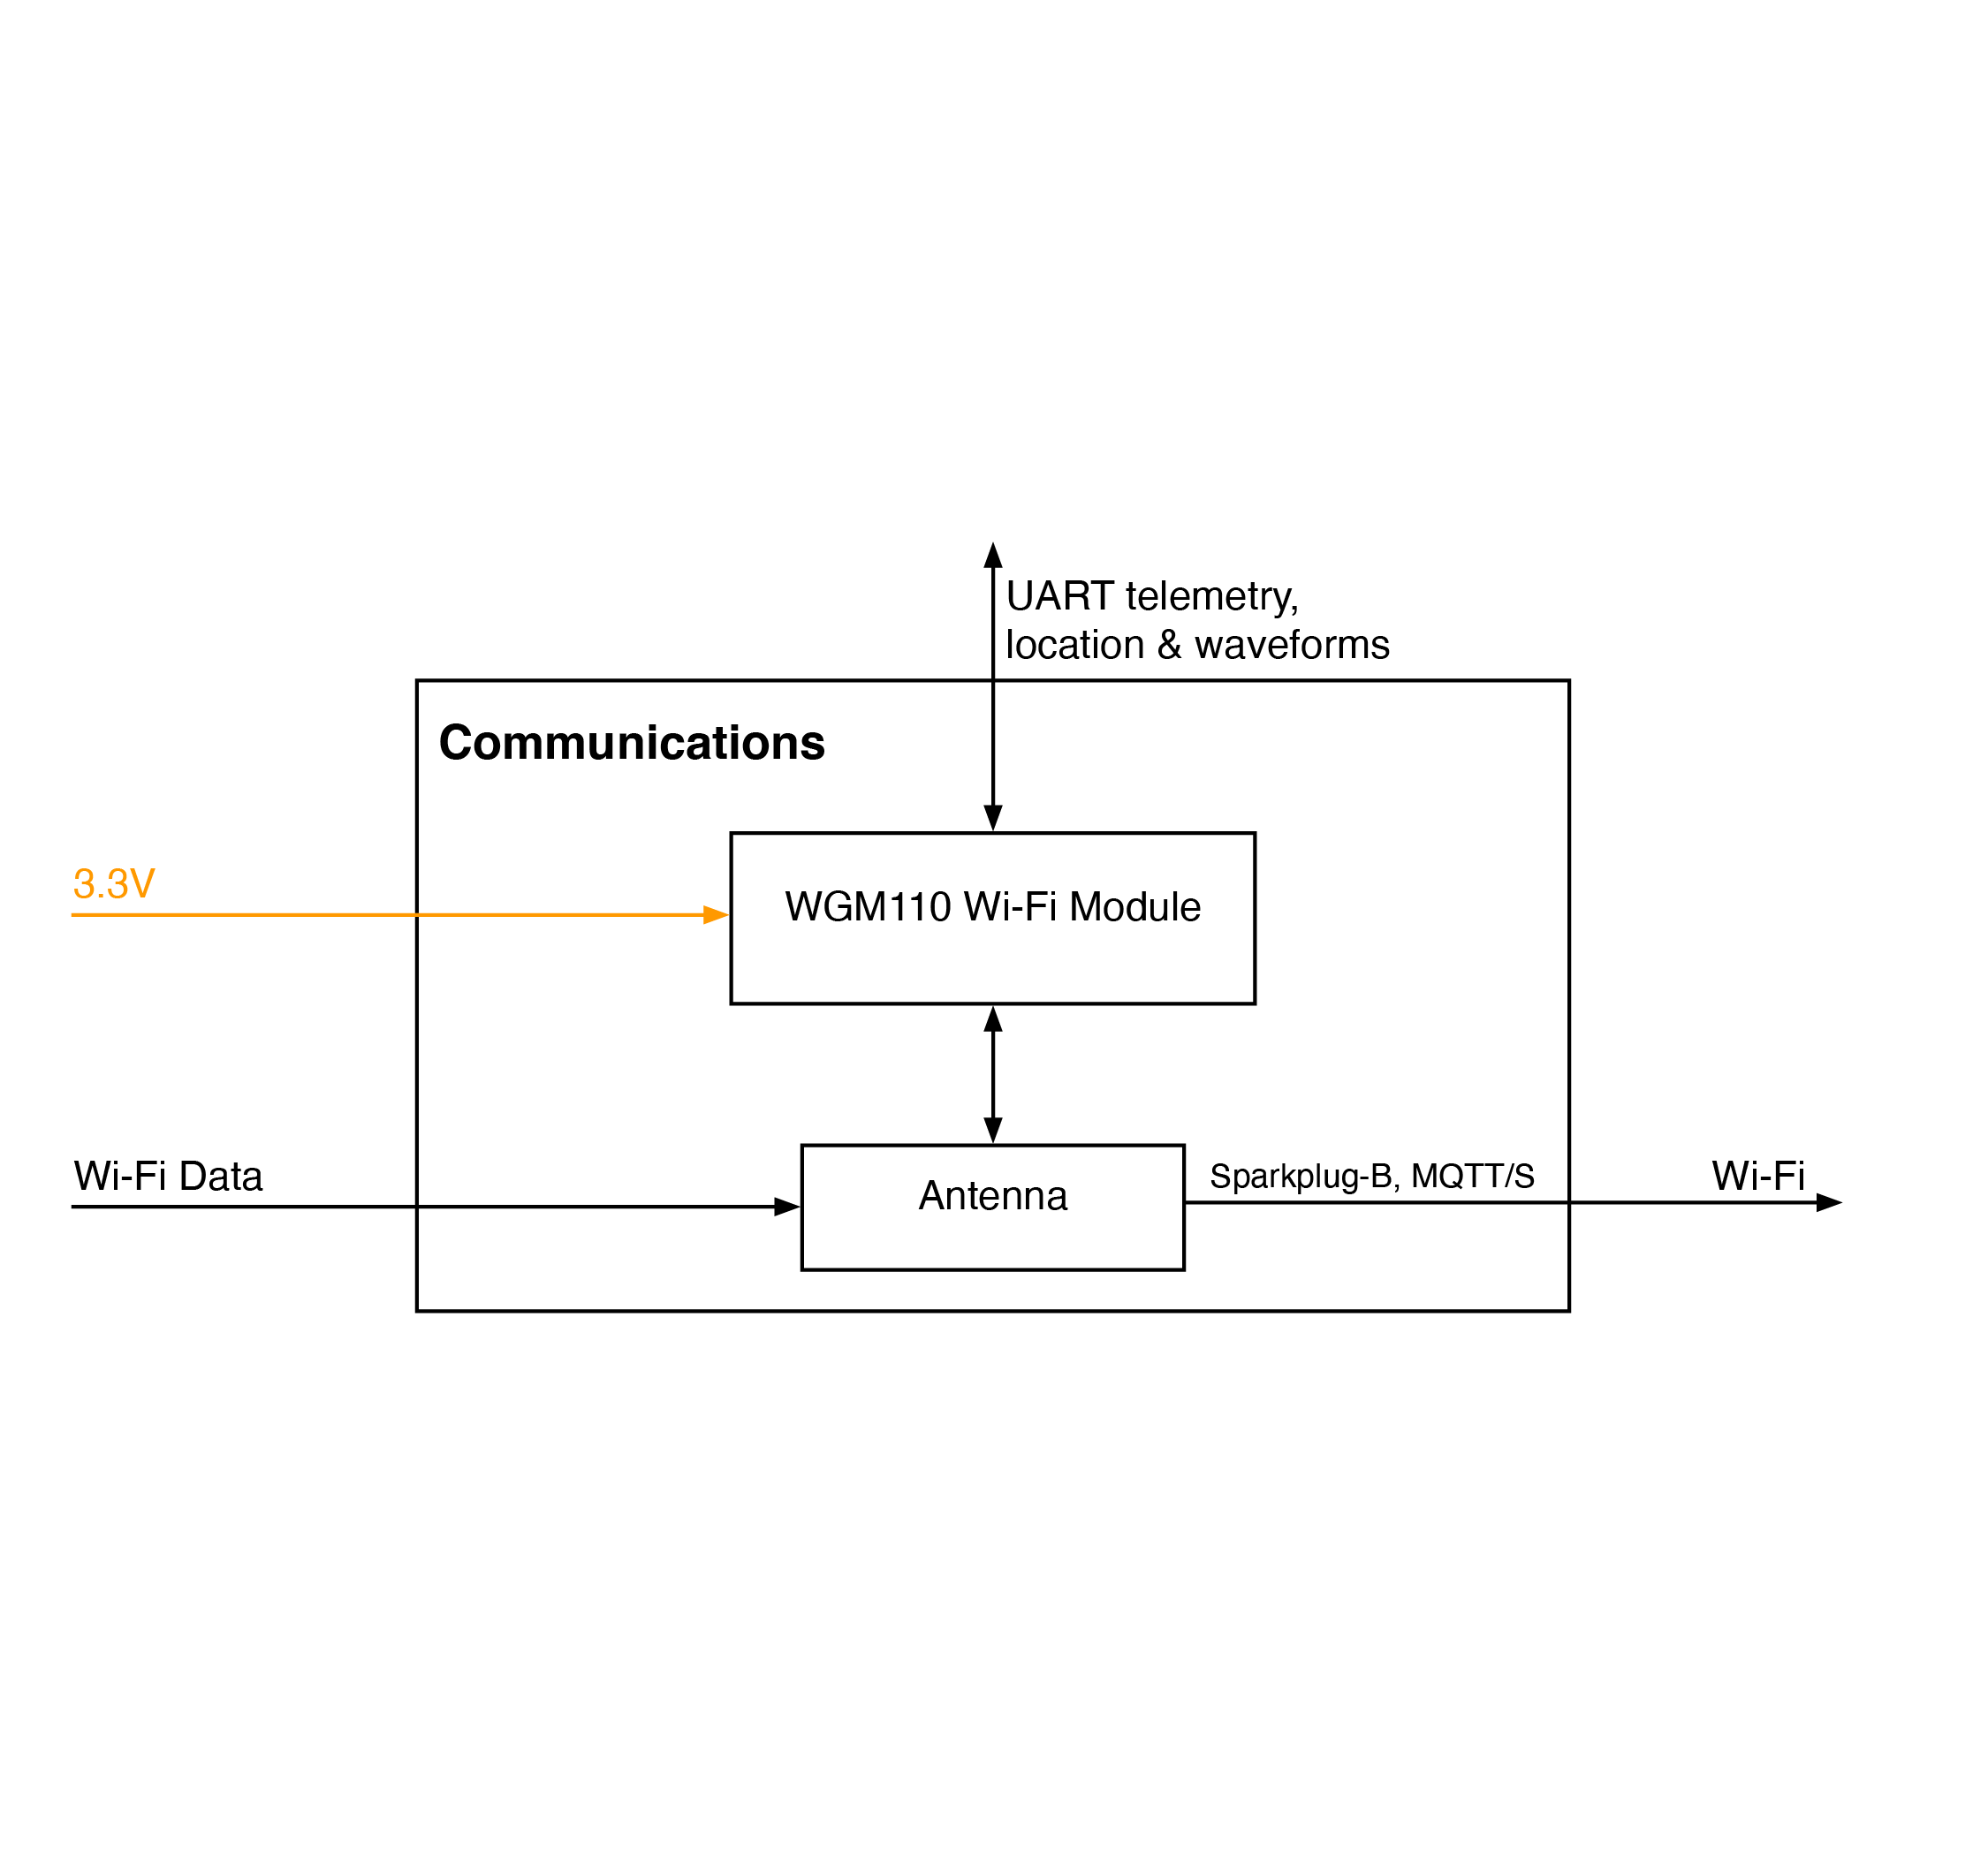 UART telemetry,
location & waveforms
Communications
3.3V
WGM110 Wi-Fi Module
Wi-Fi Data
Antenna
Sparkplug-B, MQTT/S
Wi-Fi